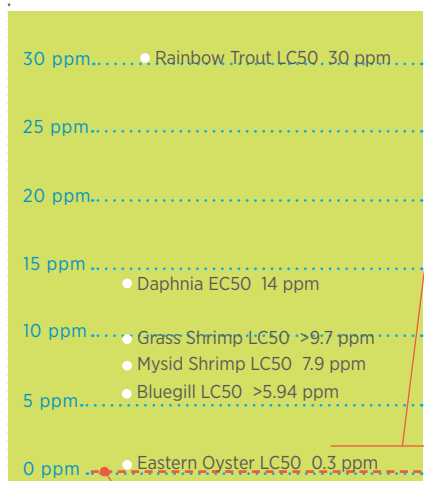 30 ppm
Rainbow Trout LC50 30 ppm
25 ppm
20 ppm
15 ppm
Daphnia EC50 14 ppm
10 ppm
Grass Shrimp LC50 >9.7 ppm
Mysid Shrimp LC50 7.9 ppm
Bluegill LC50 >5.94 ppm
5 ppm
Eastern Oyster LC50 0.3 ppm
0 ppm